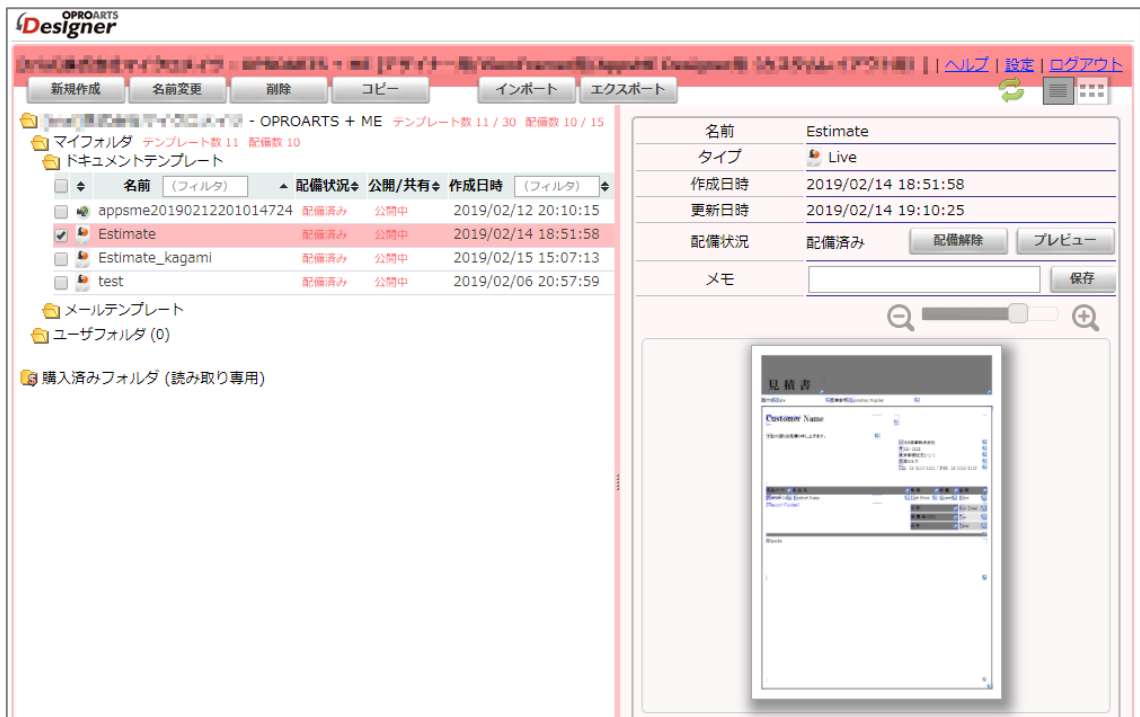 OPROARTS
Designer
| ヘルプ | 設定 | ログアウト
新規作成 名前変更 削除 コピー インポート エクスポート
- OPROARTS + ME テンプレート数 11 / 30 配備数 10 / 15
マイフォルダ テンプレート数 11 配備数 10
ドキュメントテンプレート
名前 (フィルタ) 配備状況 公開/共有 作成日時 (フィルタ)
appsme20190212201014724 配備済み 公開中 2019/02/12 20:10:15
Estimate 配備済み 公開中 2019/02/14 18:51:58
Estimate_kagami 配備済み 公開中 2019/02/15 15:07:13
test 配備済み 公開中 2019/02/06 20:57:59
メールテンプレート
ユーザフォルダ (0)
購入済みフォルダ (読み取り専用)
名前 Estimate
タイプ Live
作成日時 2019/02/14 18:51:58
更新日時 2019/02/14 19:10:25
配備状況 配備済み 配備解除 プレビュー
メモ 保存
見積書
Customer Name